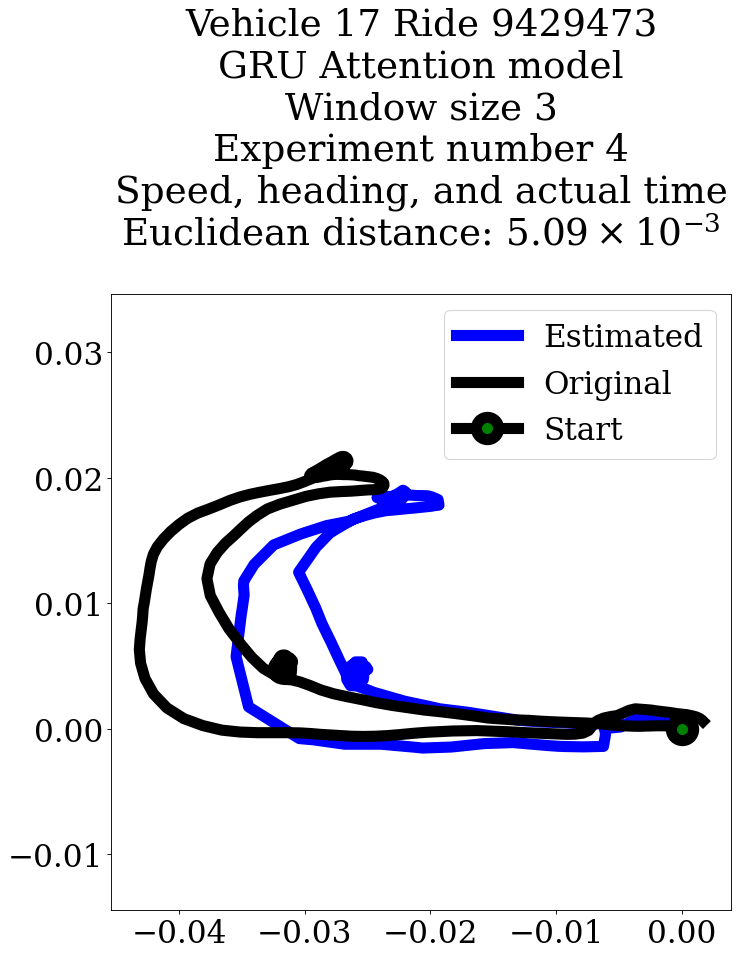 Vehicle 17 Ride 9429473
GRU Attention model
Window size 3
Experiment number 4
Speed, heading, and actual time
Euclidean distance: 5.09 × 10⁻³
Estimated
Original
Start
0.03
0.02
0.01
0.00
−0.01
−0.04
−0.03
−0.02
−0.01
0.00